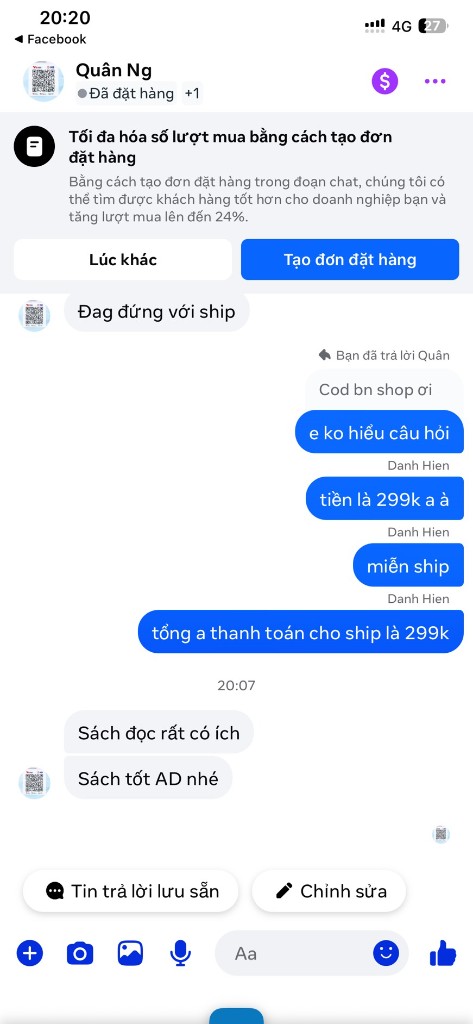 20:20
4G 27
◀ Facebook
Quân Ng
Đã đặt hàng +1
Tối đa hóa số lượt mua bằng cách tạo đơn
đặt hàng
Bằng cách tạo đơn đặt hàng trong đoạn chat, chúng tôi có
thể tìm được khách hàng tốt hơn cho doanh nghiệp bạn và
tăng lượt mua lên đến 24%.
Lúc khác
Tạo đơn đặt hàng
Đag đứng với ship
Bạn đã trả lời Quân
Cod bn shop ơi
e ko hiểu câu hỏi
Danh Hien
tiền là 299k a à
Danh Hien
miễn ship
Danh Hien
tổng a thanh toán cho ship là 299k
20:07
Sách đọc rất có ích
Sách tốt AD nhé
Tin trả lời lưu sẵn
Chỉnh sửa
Aa